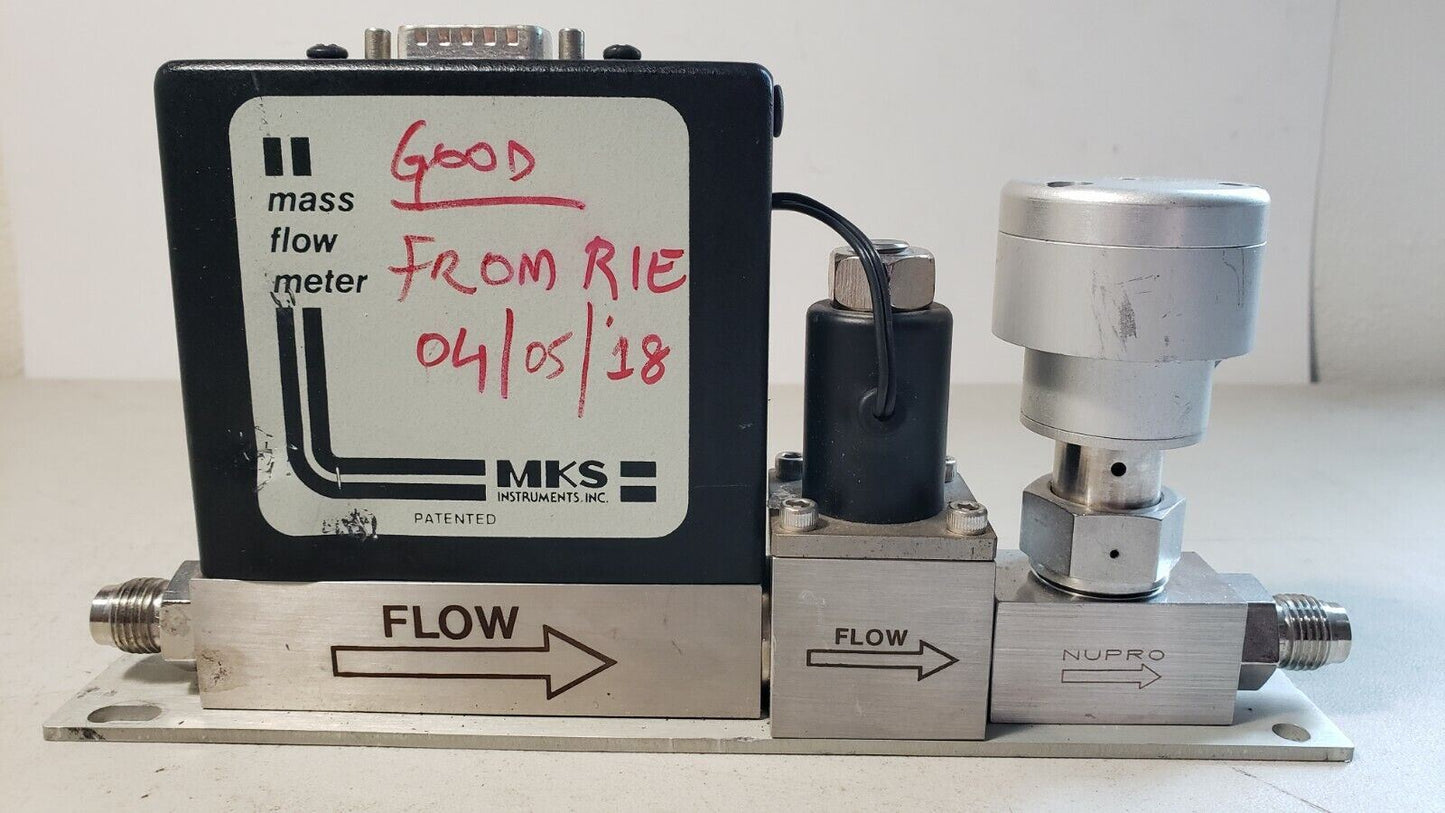 mass
flow
meter
GOOD
FROM RIE
04/05/'18
MKS
INSTRUMENTS, INC.
PATENTED
FLOW
FLOW
NUPRO